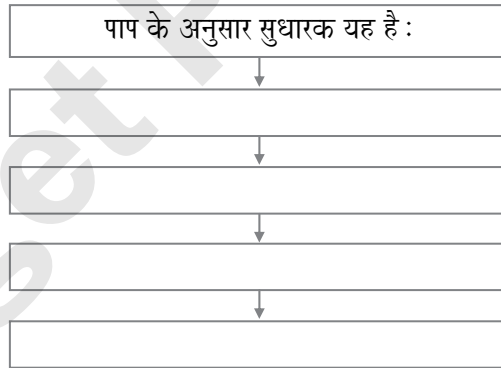 पाप के अनुसार सुधारक यह है :